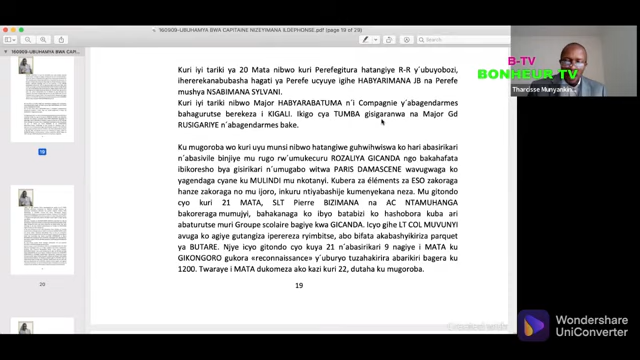 160909-UBUHAMYA BWA CAPITAINE NIZEYIMANA ILDEPHONSE.pdf (page 19 of 29)
160909-UBUHAMYA BWA CAPI...
B-TV
BONHEUR TV
Tharcisse Munyankin...
Kuri iyi tariki ya 20 Mata nibwo kuri Perefegitura hatangiye R-R y´ubuyobozi,
ihererekanabubasha hagati ya Perefe ucyuye igihe HABYARIMANA JB na Perefe
mushya NSABIMANA SYLVANI.
Kuri iyi tariki nibwo Major HABYARABATUMA n´i Compagnie y´abagendarmes
bahagurutse berekeza i KIGALI. Ikigo cya TUMBA gisigaranwa na Major Gd
RUSIGARIYE n´abagendarmes bake.
Ku mugoroba wo kuri uyu munsi nibwo hatangiwe guhwihwiswa ko hari abasirikari
n´abasivile binjiye mu rugo rw´umukecuru ROZALIYA GICANDA ngo bakahafata
ibikoresho bya gisirikari n´umugabo witwa PARIS DAMASCENE wavugwaga ko
yagendaga cyane ku MULINDI mu nkotanyi. Kubera za éléments za ESO zakoraga
hanze zakoraga no mu ijoro, inkuru ntiyabishije kumenyekana neza. Mu gitondo
cyo kuri 21 MATA, SLT Pierre BIZIMANA na AC NTAMUHANGA
bakoreraga mumujyi, bahakanaga ko ibyo batabizi ko hashobora kuba ari
abaturutse muri Groupe scolaire bagiye kwa GICANDA. Icyo gihe LT COL MUVUNYI
avuga ko agiye gutangiza iperereza ryimbitse, abo bifata akabashyikiriza parquet
ya BUTARE. Njye icyo gitondo cyo kuya 21 n´abasirikari 9 nagiye i MATA ku
GIKONGORO gukora «reconnaissance» y´uburyo tuzahakirira abarikiri bagera ku
1200. Twaraye i MATA dukomeza ako kazi kuri 22, dutaha ku mugoroba.
19
19
20
Wondershare
UniConverter